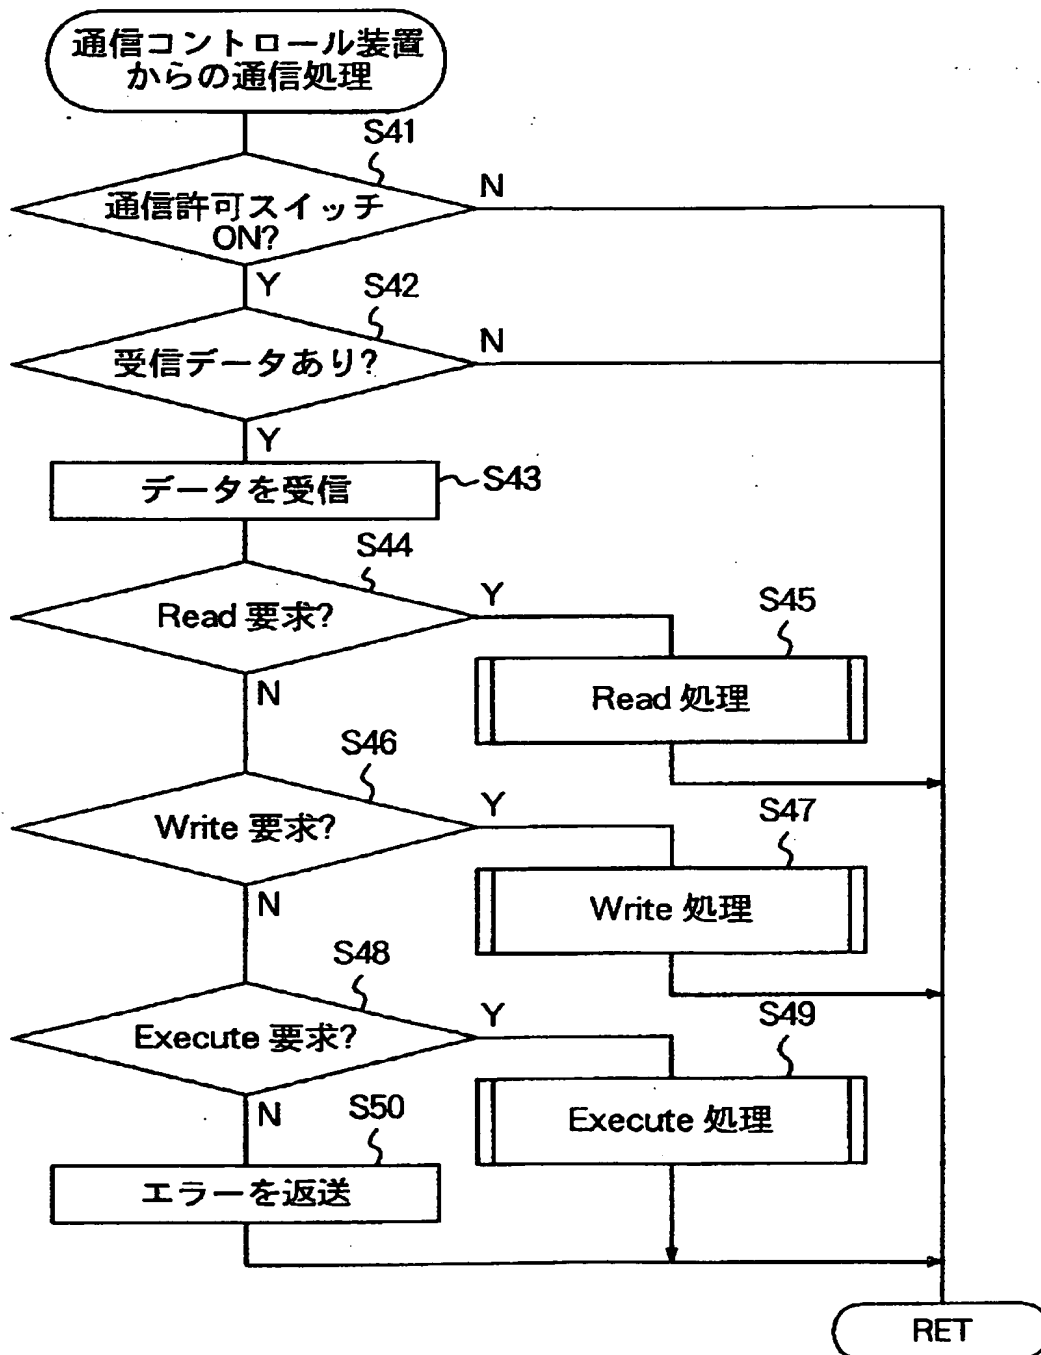 通信コントロール装置
からの通信処理
S41
通信許可スイッチ
ON?
N
Y
S42
受信データあり?
N
Y
データを受信
S43
S44
Read 要求?
Y
N
S45
Read 処理
S46
Write 要求?
Y
N
S47
Write 処理
S48
Execute 要求?
Y
N
S49
Execute 処理
S50
エラーを返送
RET